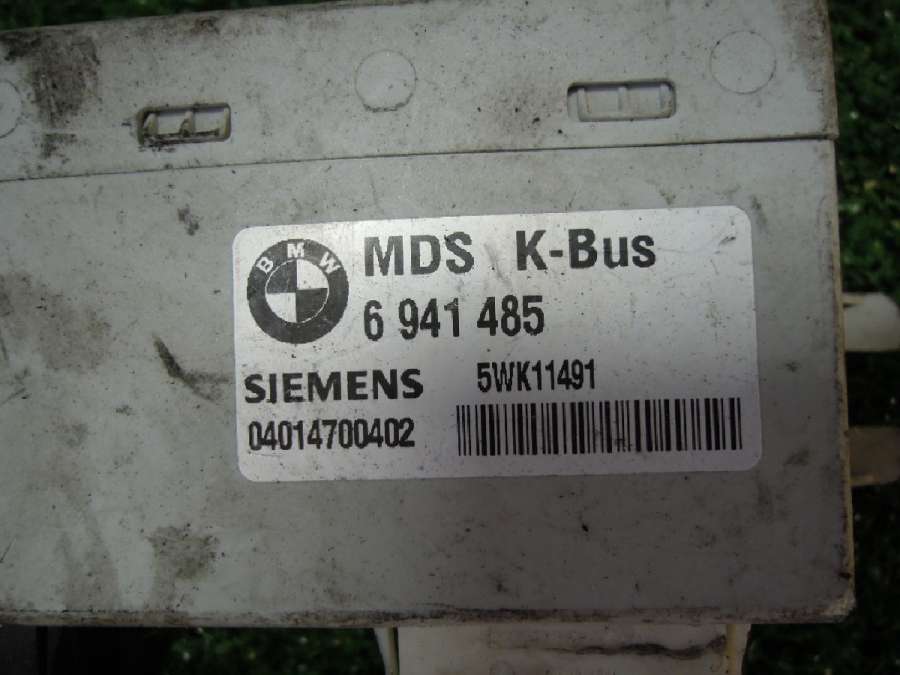 BMW MDS K-Bus
6 941 485
SIEMENS 5WK11491
04014700402